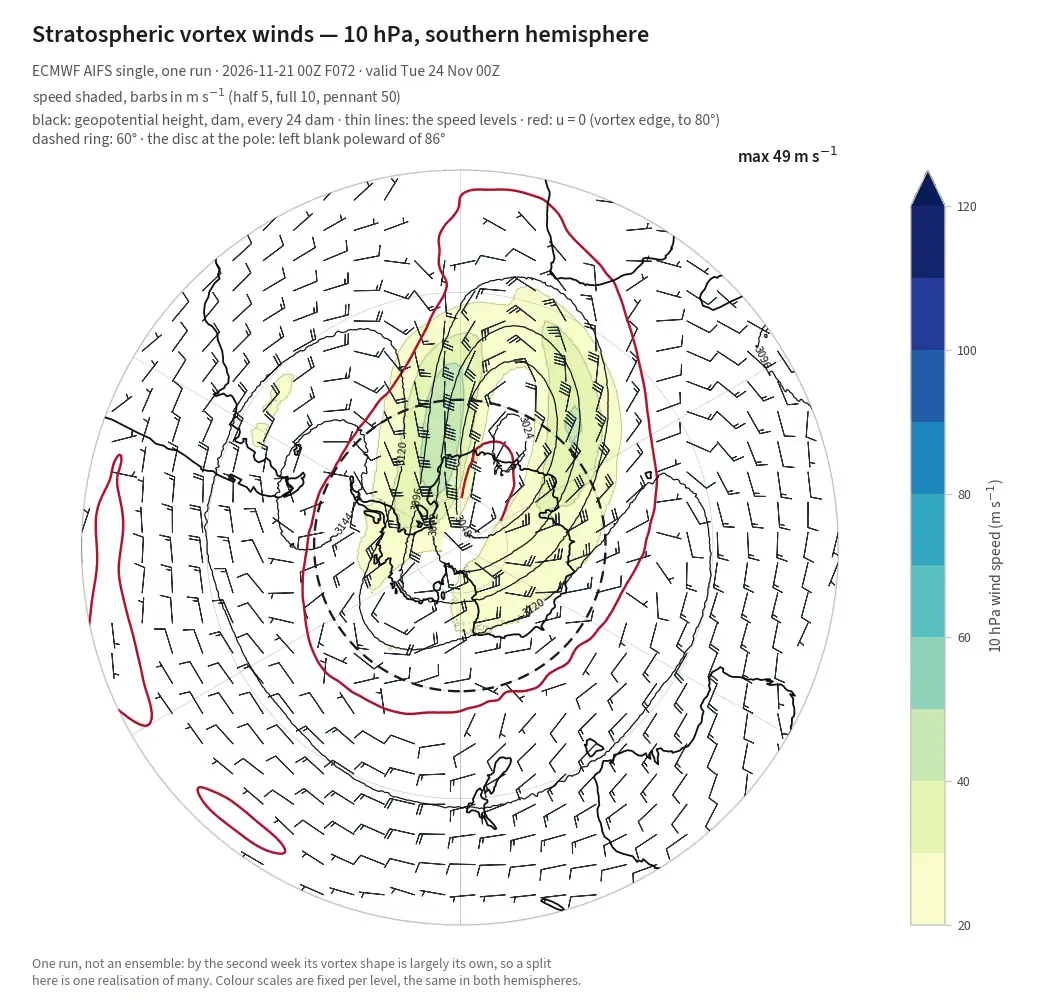 Stratospheric vortex winds — 10 hPa, southern hemisphere
ECMWF AIFS single, one run · 2026-11-21 00Z F072 · valid Tue 24 Nov 00Z
speed shaded, barbs in m s⁻¹ (half 5, full 10, pennant 50)
black: geopotential height, dam, every 24 dam · thin lines: the speed levels · red: u = 0 (vortex edge, to 80°)
dashed ring: 60° · the disc at the pole: left blank poleward of 86°
max 49 m s⁻¹
120
100
80
60
40
20
10 hPa wind speed (m s⁻¹)
3096
3024
3120
3096
3144
3048
3120
One run, not an ensemble: by the second week its vortex shape is largely its own, so a split
here is one realisation of many. Colour scales are fixed per level, the same in both hemispheres.